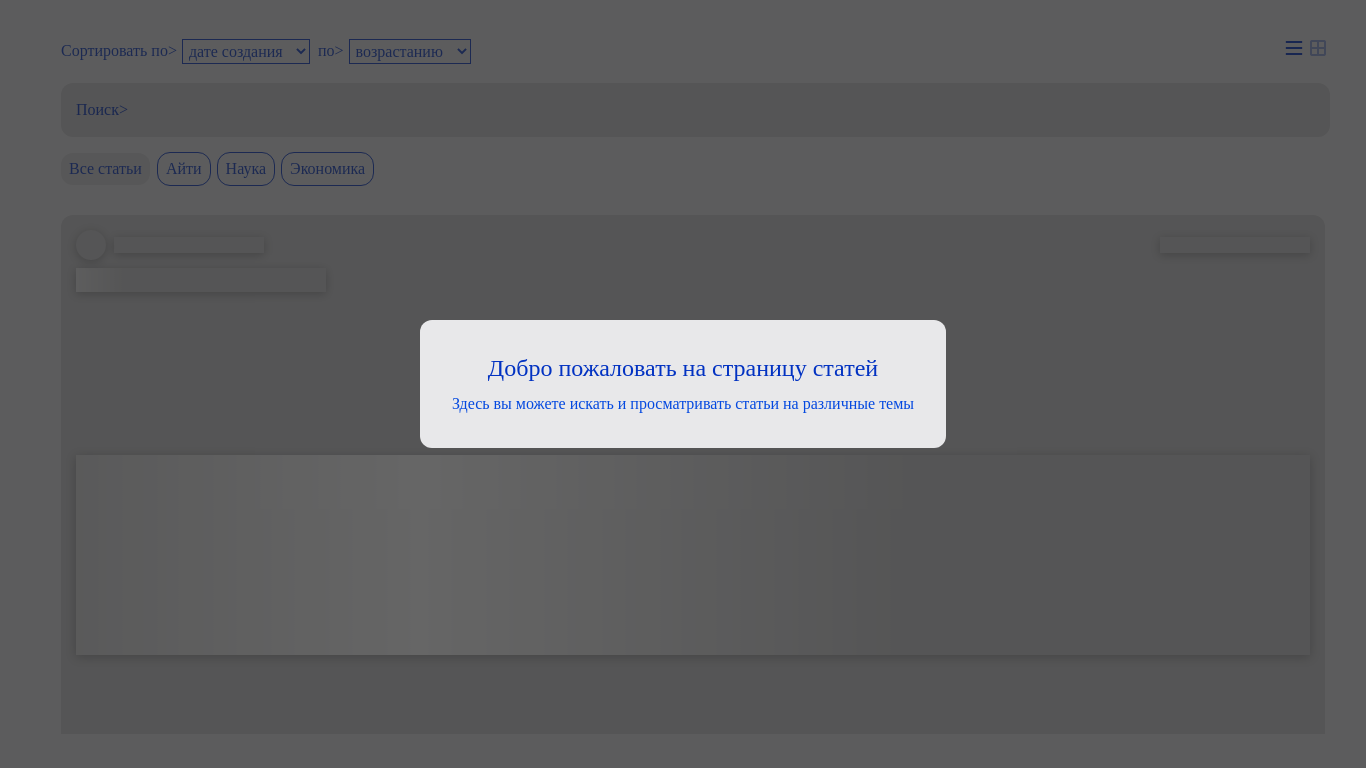 Сортировать по> дате создания по> возрастанию
Поиск>
Все статьи Айти Наука Экономика
Добро пожаловать на страницу статей
Здесь вы можете искать и просматривать статьи на различные темы